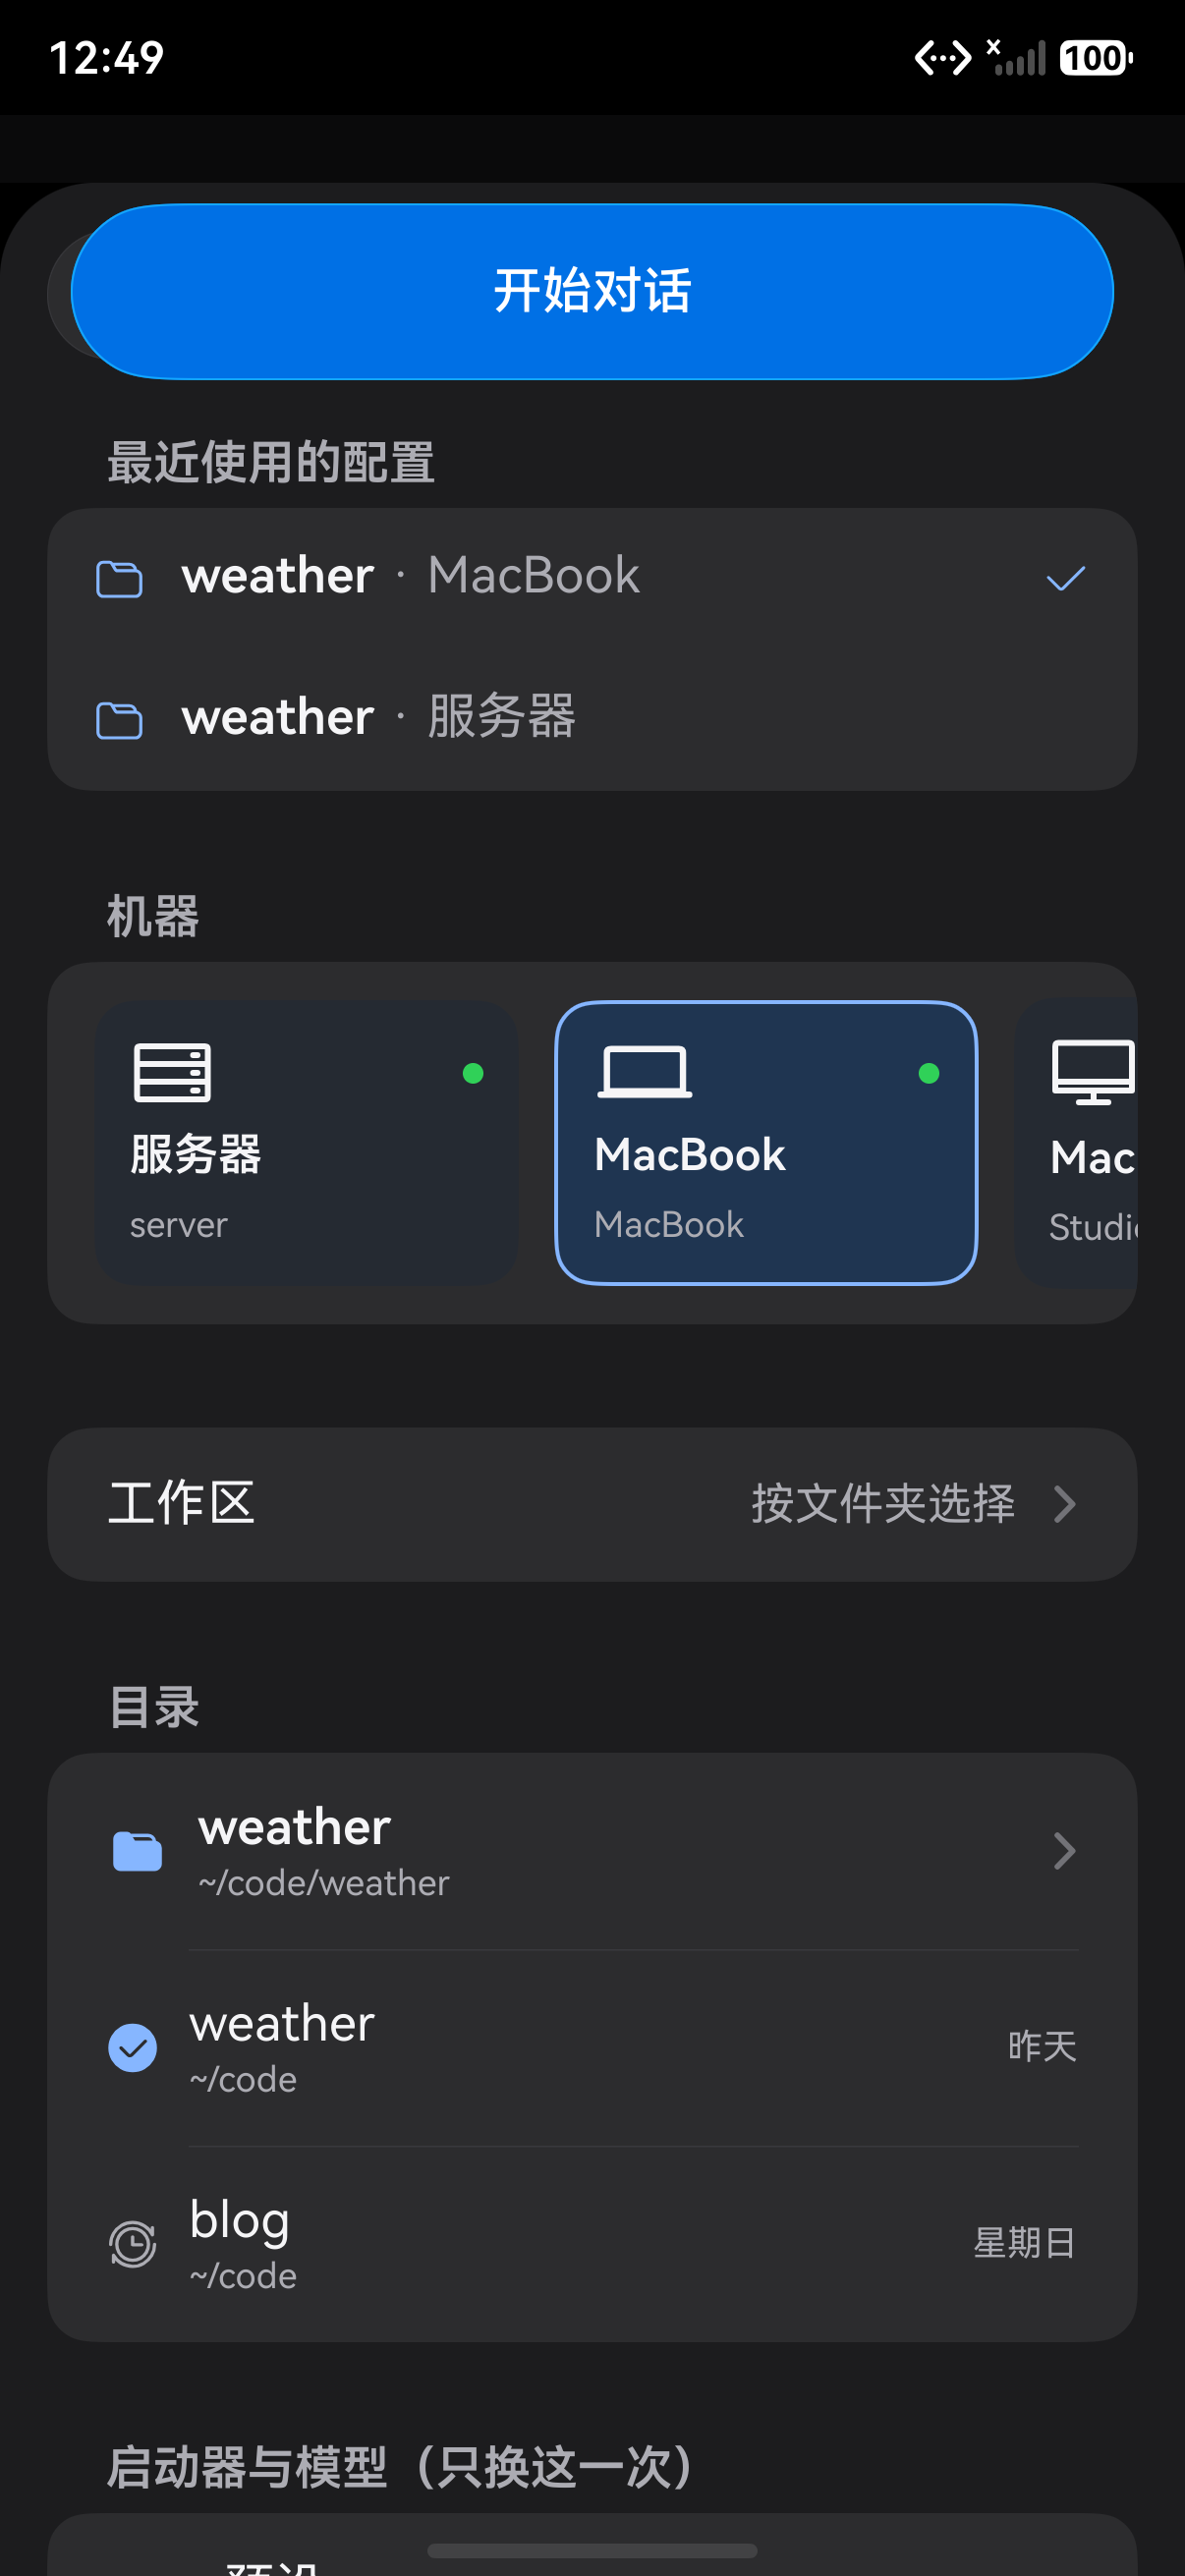 12:49
100
开始对话
最近使用的配置
weather · MacBook
weather · 服务器
机器
服务器
server
MacBook
MacBook
Mac
Studi
工作区
按文件夹选择
目录
weather
~/code/weather
weather
~/code
昨天
blog
~/code
星期日
启动器与模型（只换这一次）
预设